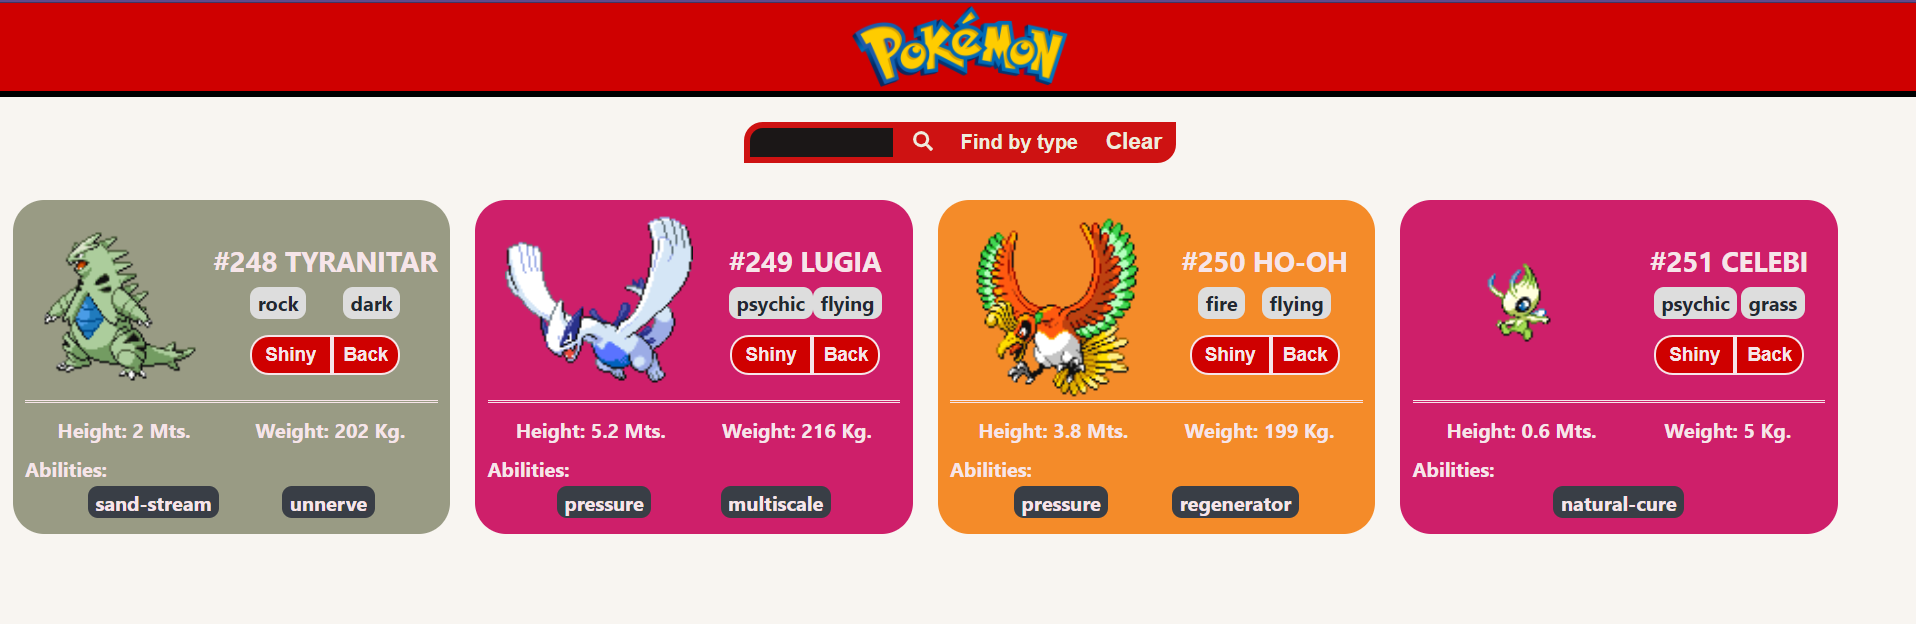 POKéMON
Find by type Clear
#248 TYRANITAR
rock dark
Shiny Back
Height: 2 Mts. Weight: 202 Kg.
Abilities:
sand-stream unnerve
#249 LUGIA
psychic flying
Shiny Back
Height: 5.2 Mts. Weight: 216 Kg.
Abilities:
pressure multiscale
#250 HO-OH
fire flying
Shiny Back
Height: 3.8 Mts. Weight: 199 Kg.
Abilities:
pressure regenerator
#251 CELEBI
psychic grass
Shiny Back
Height: 0.6 Mts. Weight: 5 Kg.
Abilities:
natural-cure